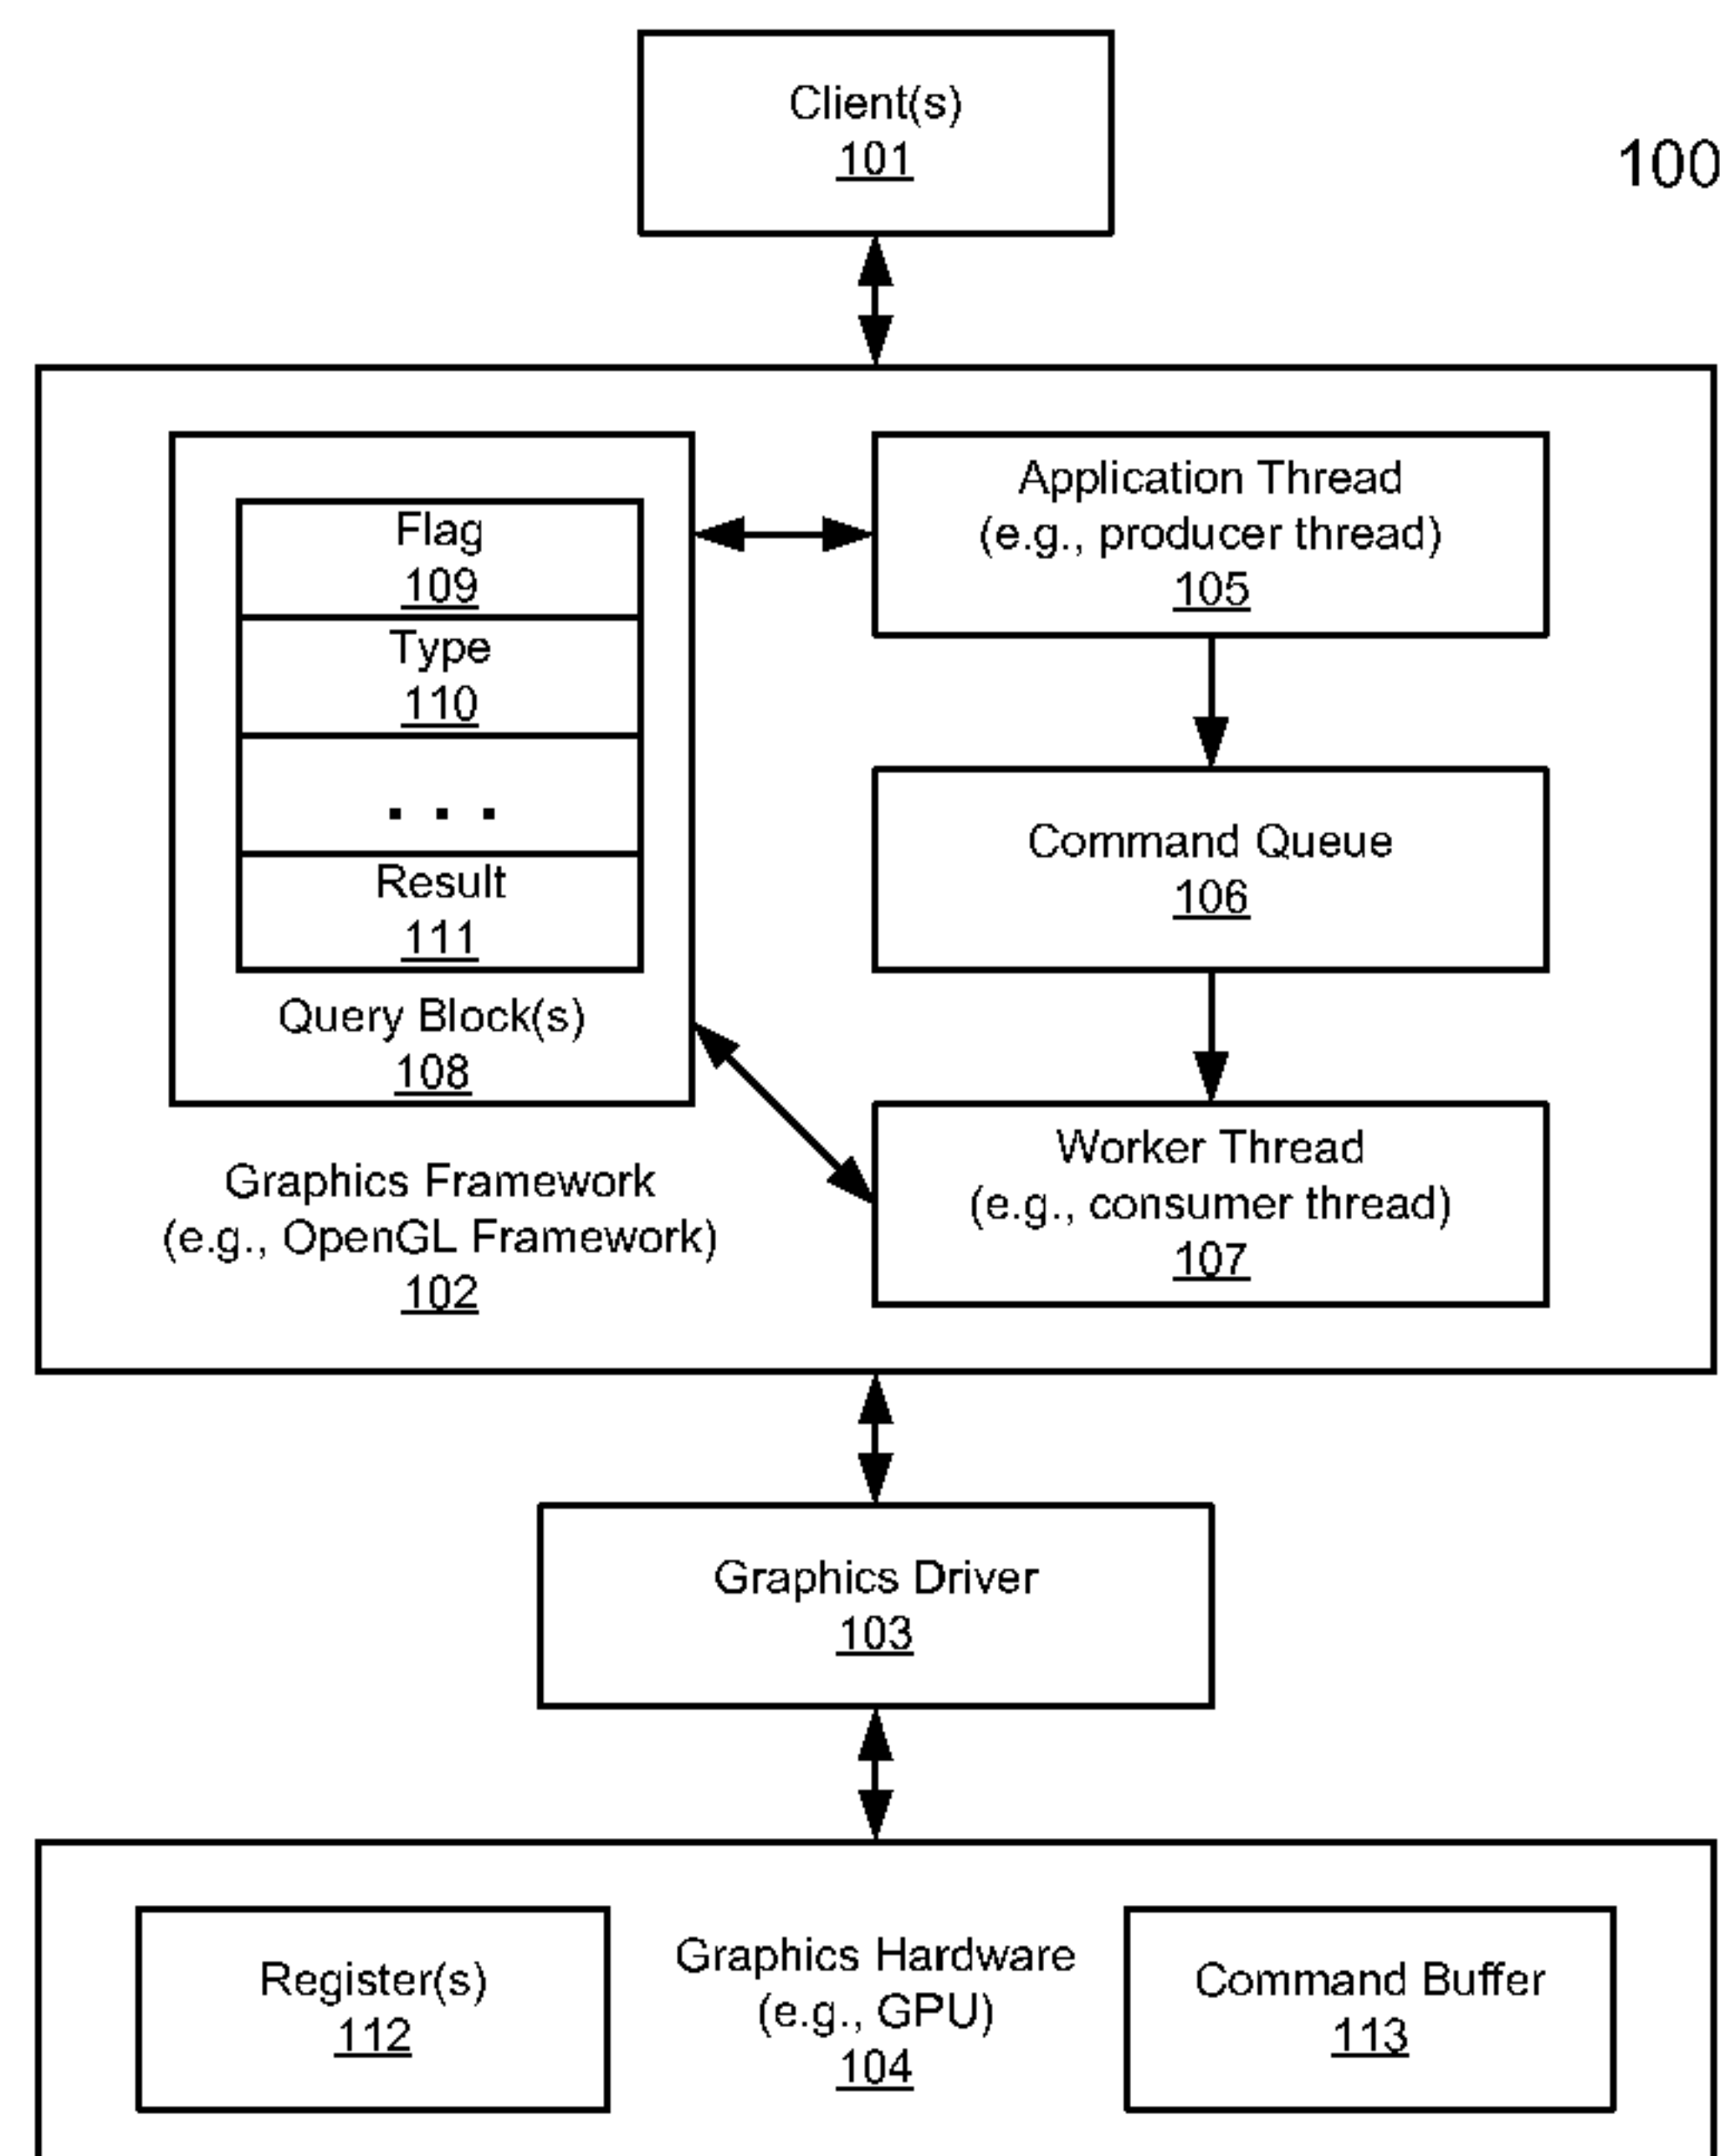 Client(s)
101
100
Flag
109
Type
110
. . .
Result
111
Query Block(s)
108
Application Thread
(e.g., producer thread)
105
Command Queue
106
Worker Thread
(e.g., consumer thread)
107
Graphics Framework
(e.g., OpenGL Framework)
102
Graphics Driver
103
Register(s)
112
Graphics Hardware
(e.g., GPU)
104
Command Buffer
113